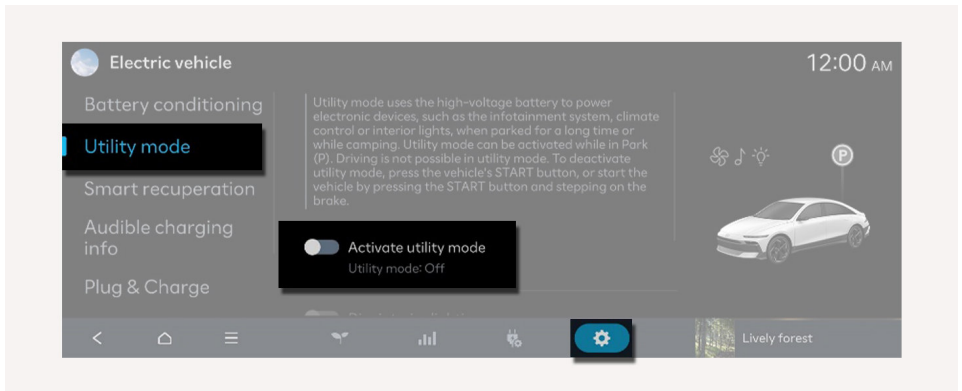 Electric vehicle
12:00 AM
Battery conditioning
Utility mode
Smart recuperation
Audible charging
info
Plug & Charge
Utility mode uses the high-voltage battery to power
electronic devices, such as the infotainment system, climate
control or interior lights, when parked for a long time or
while camping. Utility mode can be activated while in Park
(P). Driving is not possible in utility mode. To deactivate
utility mode, press the vehicle's START button, or start the
vehicle by pressing the START button and stepping on the
brake.
Activate utility mode
Utility mode: Off
P
Lively forest